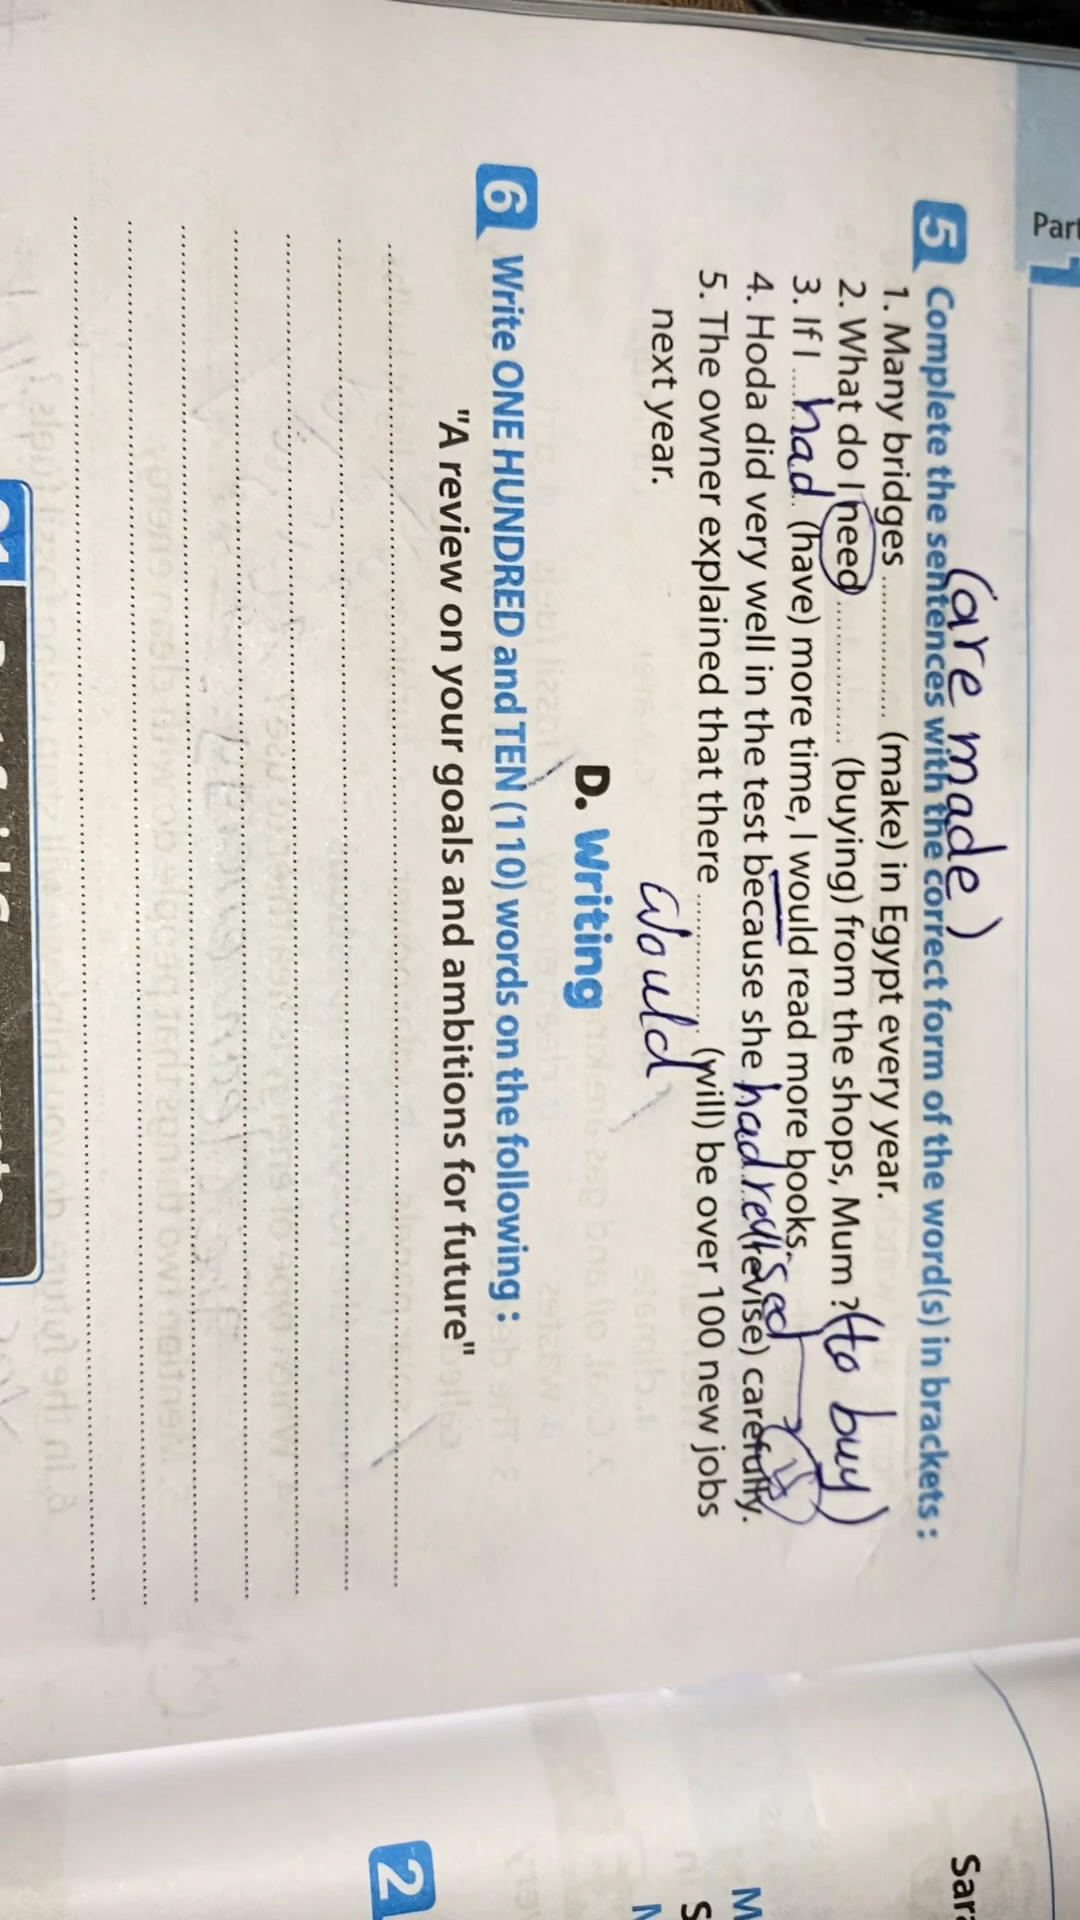 Part 1
(are made)
5 Complete the sentences with the correct form of the word(s) in brackets :
1. Many bridges ............ (make) in Egypt every year.
2. What do I need ............ (buying) from the shops, Mum ? (to buy)
3. If I ... had .. (have) more time, I would read more books.
4. Hoda did very well in the test because she had revised (revise) carefully.
5. The owner explained that there ............ (will) be over 100 new jobs
next year.
would
D. Writing
6 Write ONE HUNDRED and TEN (110) words on the following :
"A review on your goals and ambitions for future"
2